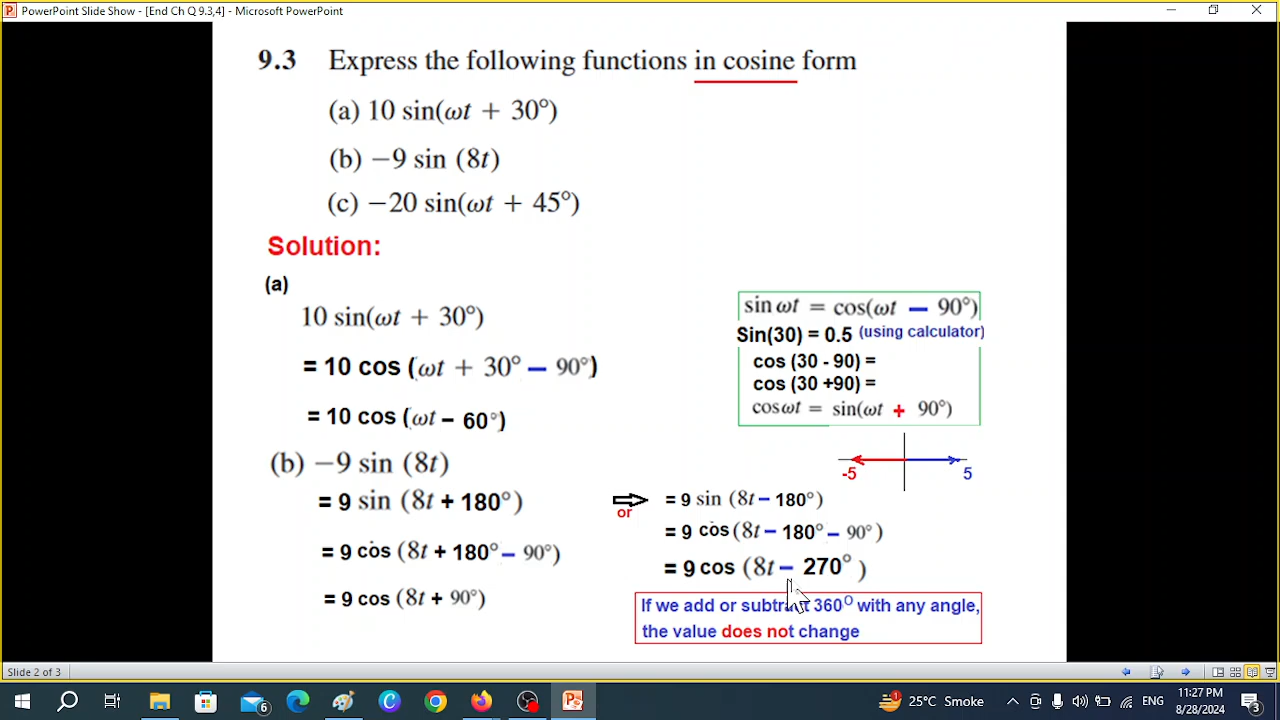 PowerPoint Slide Show - [End Ch Q 9.3,4] - Microsoft PowerPoint
9.3 Express the following functions in cosine form
(a) 10 sin(ωt + 30°)
(b) −9 sin (8t)
(c) −20 sin(ωt + 45°)
Solution:
(a)
10 sin(ωt + 30°)
= 10 cos (ωt + 30° − 90°)
= 10 cos (ωt − 60°)
(b) −9 sin (8t)
= 9 sin (8t + 180°)
= 9 cos (8t + 180° − 90°)
= 9 cos (8t + 90°)
sin ωt = cos(ωt − 90°)
Sin(30) = 0.5 (using calculator)
cos (30 - 90) =
cos (30 +90) =
cos ωt = sin(ωt + 90°)
-5 5
or
= 9 sin (8t − 180°)
= 9 cos (8t − 180° − 90°)
= 9 cos (8t − 270° )
If we add or subtract 360° with any angle,
the value does not change
Slide 2 of 3
6
25°C Smoke
ENG
11:27 PM
8/28/2024
3